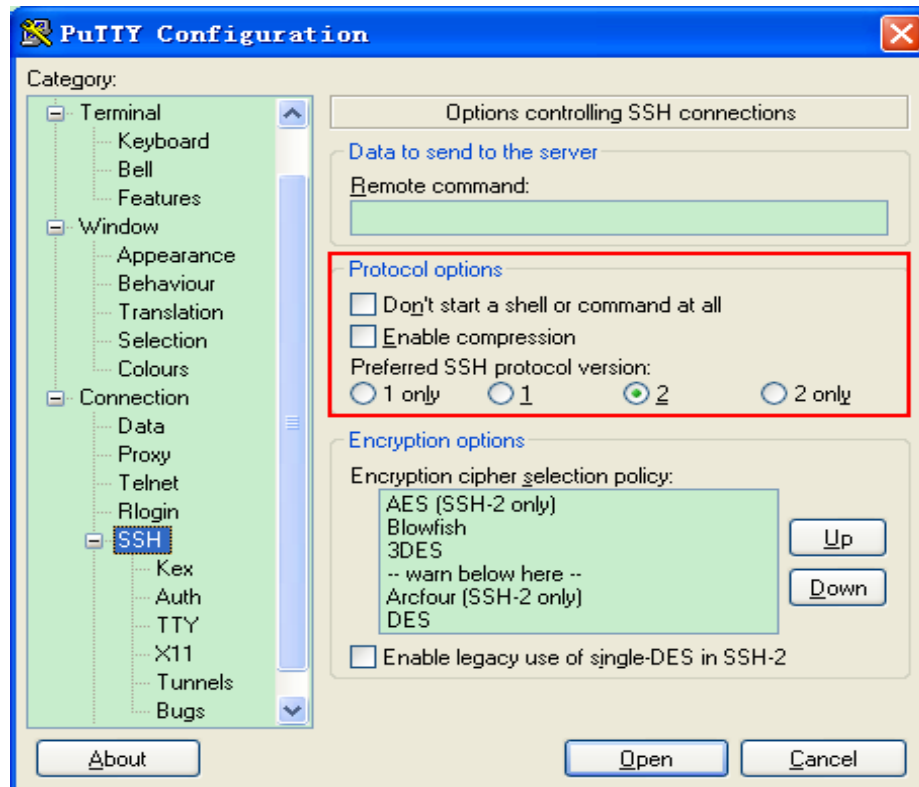 PuTTY Configuration
Category:
Terminal
Keyboard
Bell
Features
Window
Appearance
Behaviour
Translation
Selection
Colours
Connection
Data
Proxy
Telnet
Rlogin
SSH
Kex
Auth
TTY
X11
Tunnels
Bugs
Options controlling SSH connections
Data to send to the server
Remote command:
Protocol options
Don't start a shell or command at all
Enable compression
Preferred SSH protocol version:
1 only 1 2 2 only
Encryption options
Encryption cipher selection policy:
AES (SSH-2 only)
Blowfish
3DES
-- warn below here --
Arcfour (SSH-2 only)
DES
Up
Down
Enable legacy use of single-DES in SSH-2
About
Open
Cancel